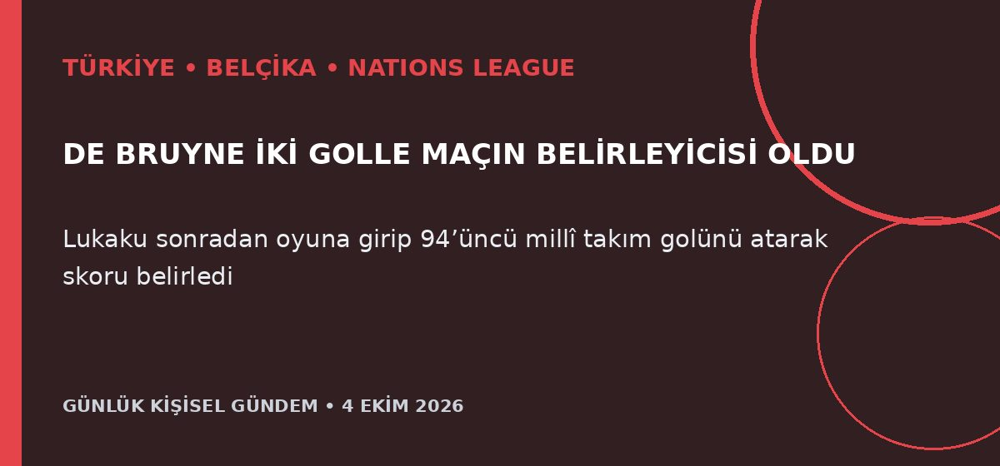 TÜRKİYE • BELÇİKA • NATIONS LEAGUE
DE BRUYNE İKİ GOLLE MAÇIN BELİRLEYİCİSİ OLDU
Lukaku sonradan oyuna girip 94’üncü millî takım golünü atarak
skoru belirledi
GÜNLÜK KİŞİSEL GÜNDEM • 4 EKİM 2026